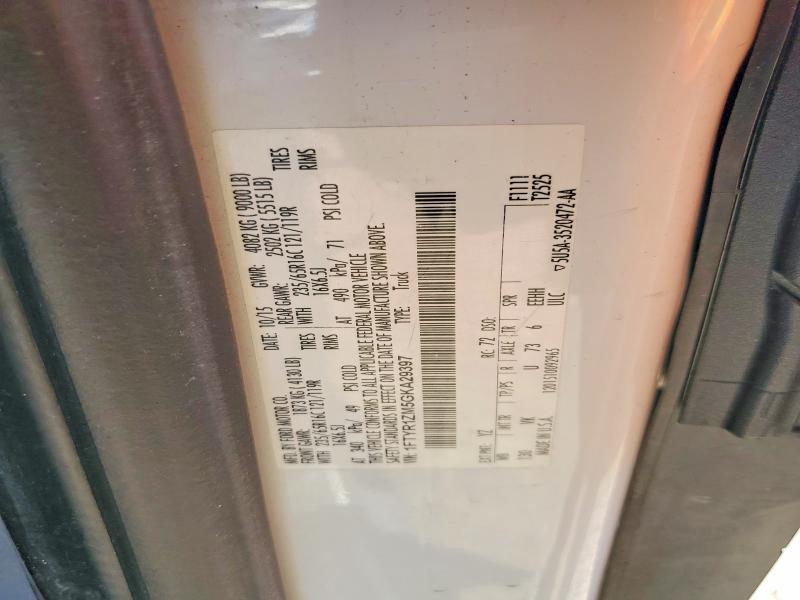 MFD. BY FORD MOTOR CO.
DATE: 10/15 GVWR: 4082 KG ( 9000 LB)
FRONT GAWR: 1873 KG ( 4130 LB) REAR GAWR: 2502 KG ( 5515 LB)
WITH 235/65R16C 121/119R TIRES WITH 235/65R16C 121/119R TIRES
16X6.5J RIMS 16X6.5J RIMS
AT 340 kPa/ 49 PSI COLD AT 490 kPa/ 71 PSI COLD
THIS VEHICLE CONFORMS TO ALL APPLICABLE FEDERAL MOTOR VEHICLE
SAFETY STANDARDS IN EFFECT ON THE DATE OF MANUFACTURE SHOWN ABOVE.
VIN: 1FTYR1ZM5GKA29397 TYPE: Truck
F1111
T2525
EXT PNT: YZ RC: 72 DSO:
WB INT TR TP/PS R AXLE TR SPR
130 VK U 73 6 EEHH
MADE IN U.S.A. 1201510092965 ULC
▽5U5A-3520472-AA